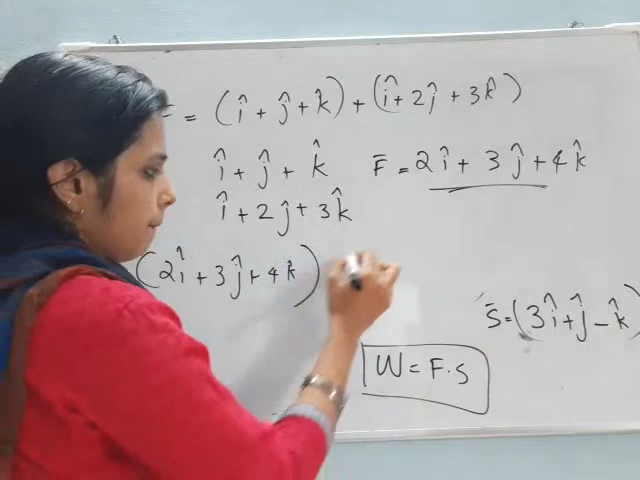 = (î + ĵ + k̂) + (î + 2ĵ + 3k̂)
î + ĵ + k̂
F̄ = 2î + 3ĵ + 4k̂
î + 2ĵ + 3k̂
(2î + 3ĵ + 4k̂)
S̄ = (3î + ĵ − k̂)
W = F·S